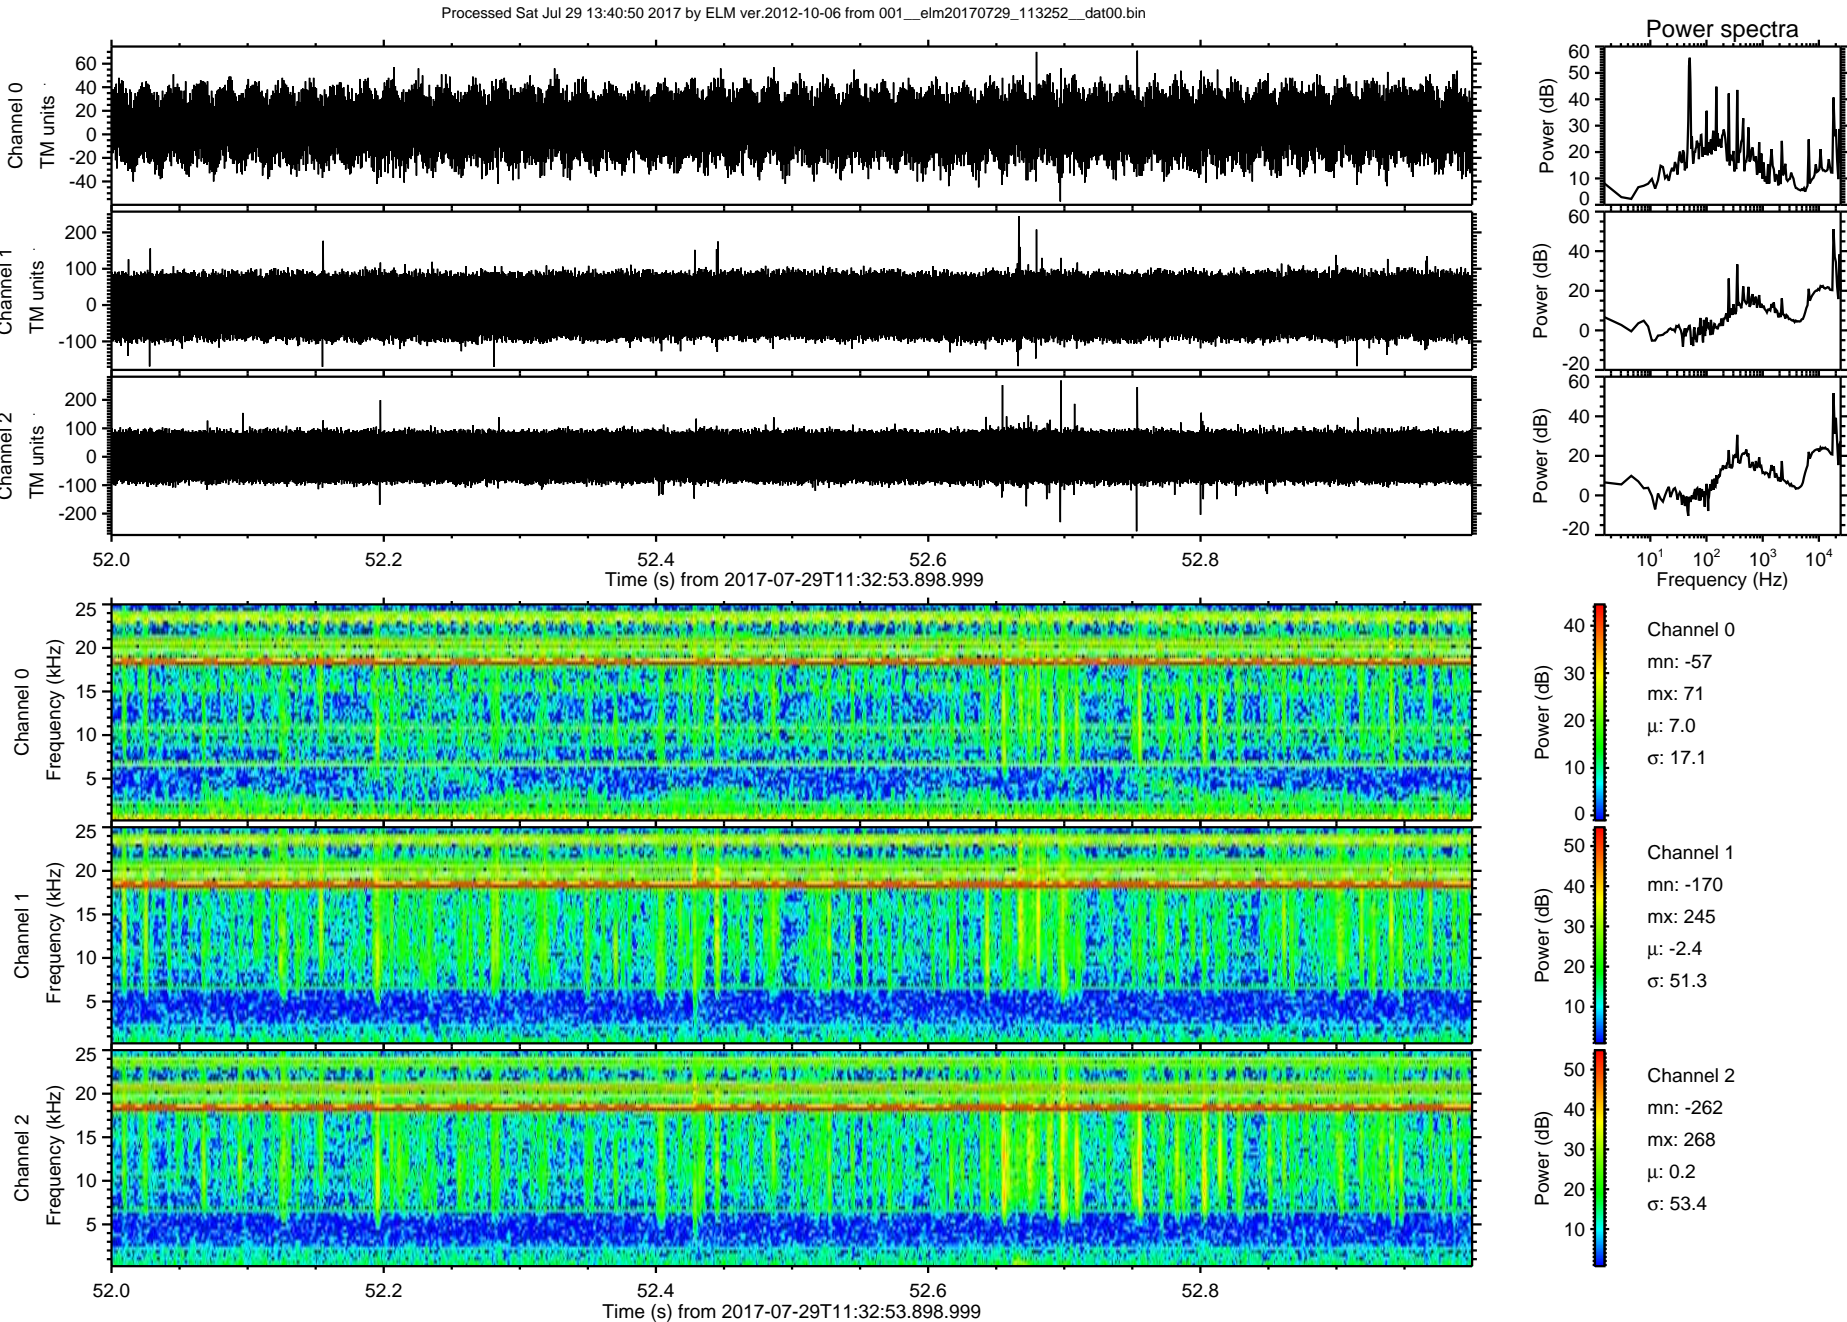 Processed Sat Jul 29 13:40:50 2017 by ELM ver.2012-10-06 from 001__elm20170729_113252__dat00.bin
Power spectra
Channel 0
TM units
60
40
20
0
-20
-40
Power (dB)
60
50
40
30
20
10
0
Channel 1
TM units
200
100
0
-100
Power (dB)
60
40
20
0
-20
Channel 2
TM units
200
100
0
-100
-200
Power (dB)
60
40
20
0
-20
52.0 52.2 52.4 52.6 52.8
Time (s) from 2017-07-29T11:32:53.898.999
10^1 10^2 10^3 10^4
Frequency (Hz)
Channel 0
Frequency (kHz)
25
20
15
10
5
Power (dB)
40
30
20
10
0
Channel 0
mn: -57
mx: 71
μ: 7.0
σ: 17.1
Channel 1
Frequency (kHz)
25
20
15
10
5
Power (dB)
50
40
30
20
10
Channel 1
mn: -170
mx: 245
μ: -2.4
σ: 51.3
Channel 2
Frequency (kHz)
25
20
15
10
5
Power (dB)
50
40
30
20
10
Channel 2
mn: -262
mx: 268
μ: 0.2
σ: 53.4
52.0 52.2 52.4 52.6 52.8
Time (s) from 2017-07-29T11:32:53.898.999